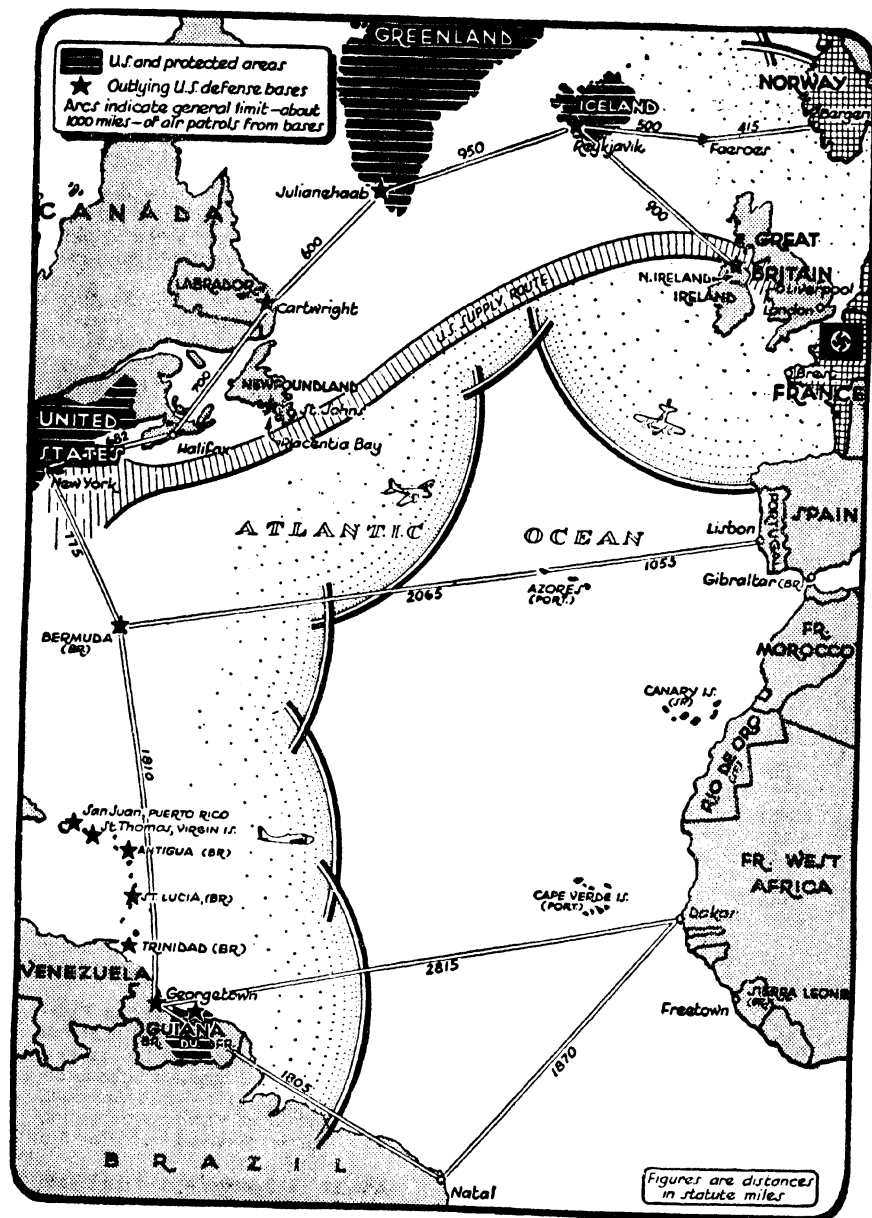 GREENLAND
U.S. and protected areas
Outlying U.S. defense bases
Arcs indicate general limit—about
1000 miles—of air patrols from bases
NORWAY
Bergen
ICELAND
Reykjavik
500
415
Faeroes
950
Julianehaab
CANADA
900
600
GREAT
BRITAIN
N. IRELAND
IRELAND
Liverpool
London
LABRADOR
Cartwright
U.S. SUPPLY ROUTE
Brest
FRANCE
700
NEWFOUNDLAND
St. Johns
UNITED
STATES
Halifax
Placentia Bay
New York
775
ATLANTIC OCEAN
Lisbon
PORTUGAL
SPAIN
1053
Gibraltar (BR)
2065
AZORES
(PORT.)
BERMUDA
(BR)
FR.
MOROCCO
CANARY IS.
(SP.)
RIO DE ORO
(SP.)
1810
San Juan, PUERTO RICO
St Thomas, VIRGIN IS.
ANTIGUA (BR)
ST. LUCIA, (BR)
TRINIDAD (BR)
FR. WEST
AFRICA
CAPE VERDE IS.
(PORT.)
Dakar
VENEZUELA
2815
Georgetown
SIERRA LEONE
(BR.)
Freetown
GUIANA
BR. DU. FR.
1805
1870
BRAZIL
Natal
Figures are distances
in statute miles